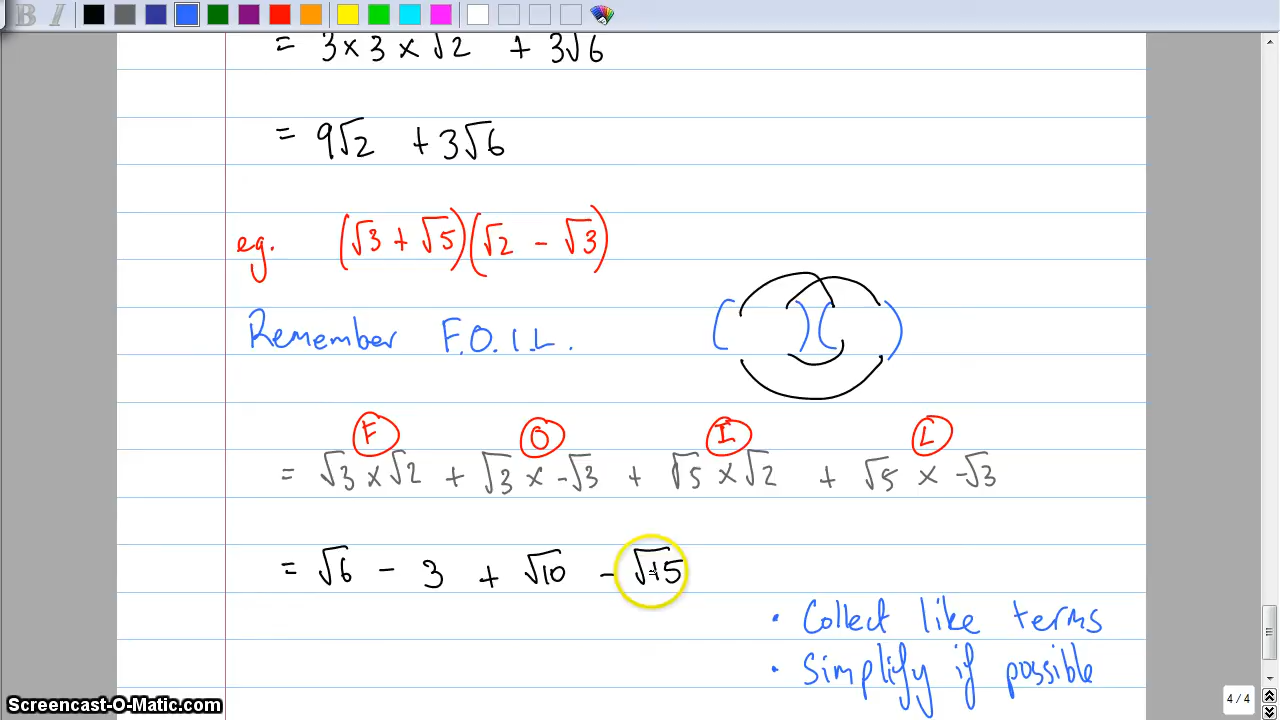 B I
= 3 × 3 × √2 + 3√6
= 9√2 + 3√6
eg. (√3 + √5)(√2 - √3)
Remember F.O.I.L. ( )( )
F O I L
= √3 × √2 + √3 × -√3 + √5 × √2 + √5 × -√3
= √6 - 3 + √10 - √15
• Collect like terms
• Simplify if possible
Screencast-O-Matic.com
4/4